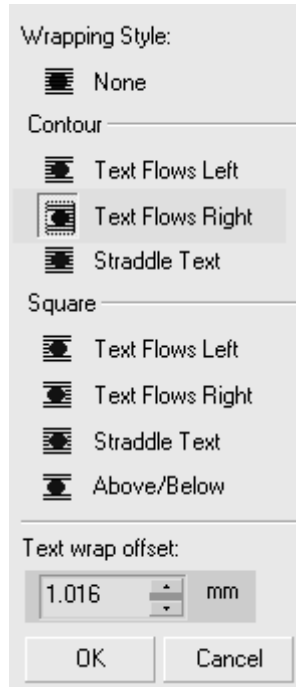 Wrapping Style:
None
Contour
Text Flows Left
Text Flows Right
Straddle Text
Square
Text Flows Left
Text Flows Right
Straddle Text
Above/Below
Text wrap offset:
1.016 mm
OK Cancel